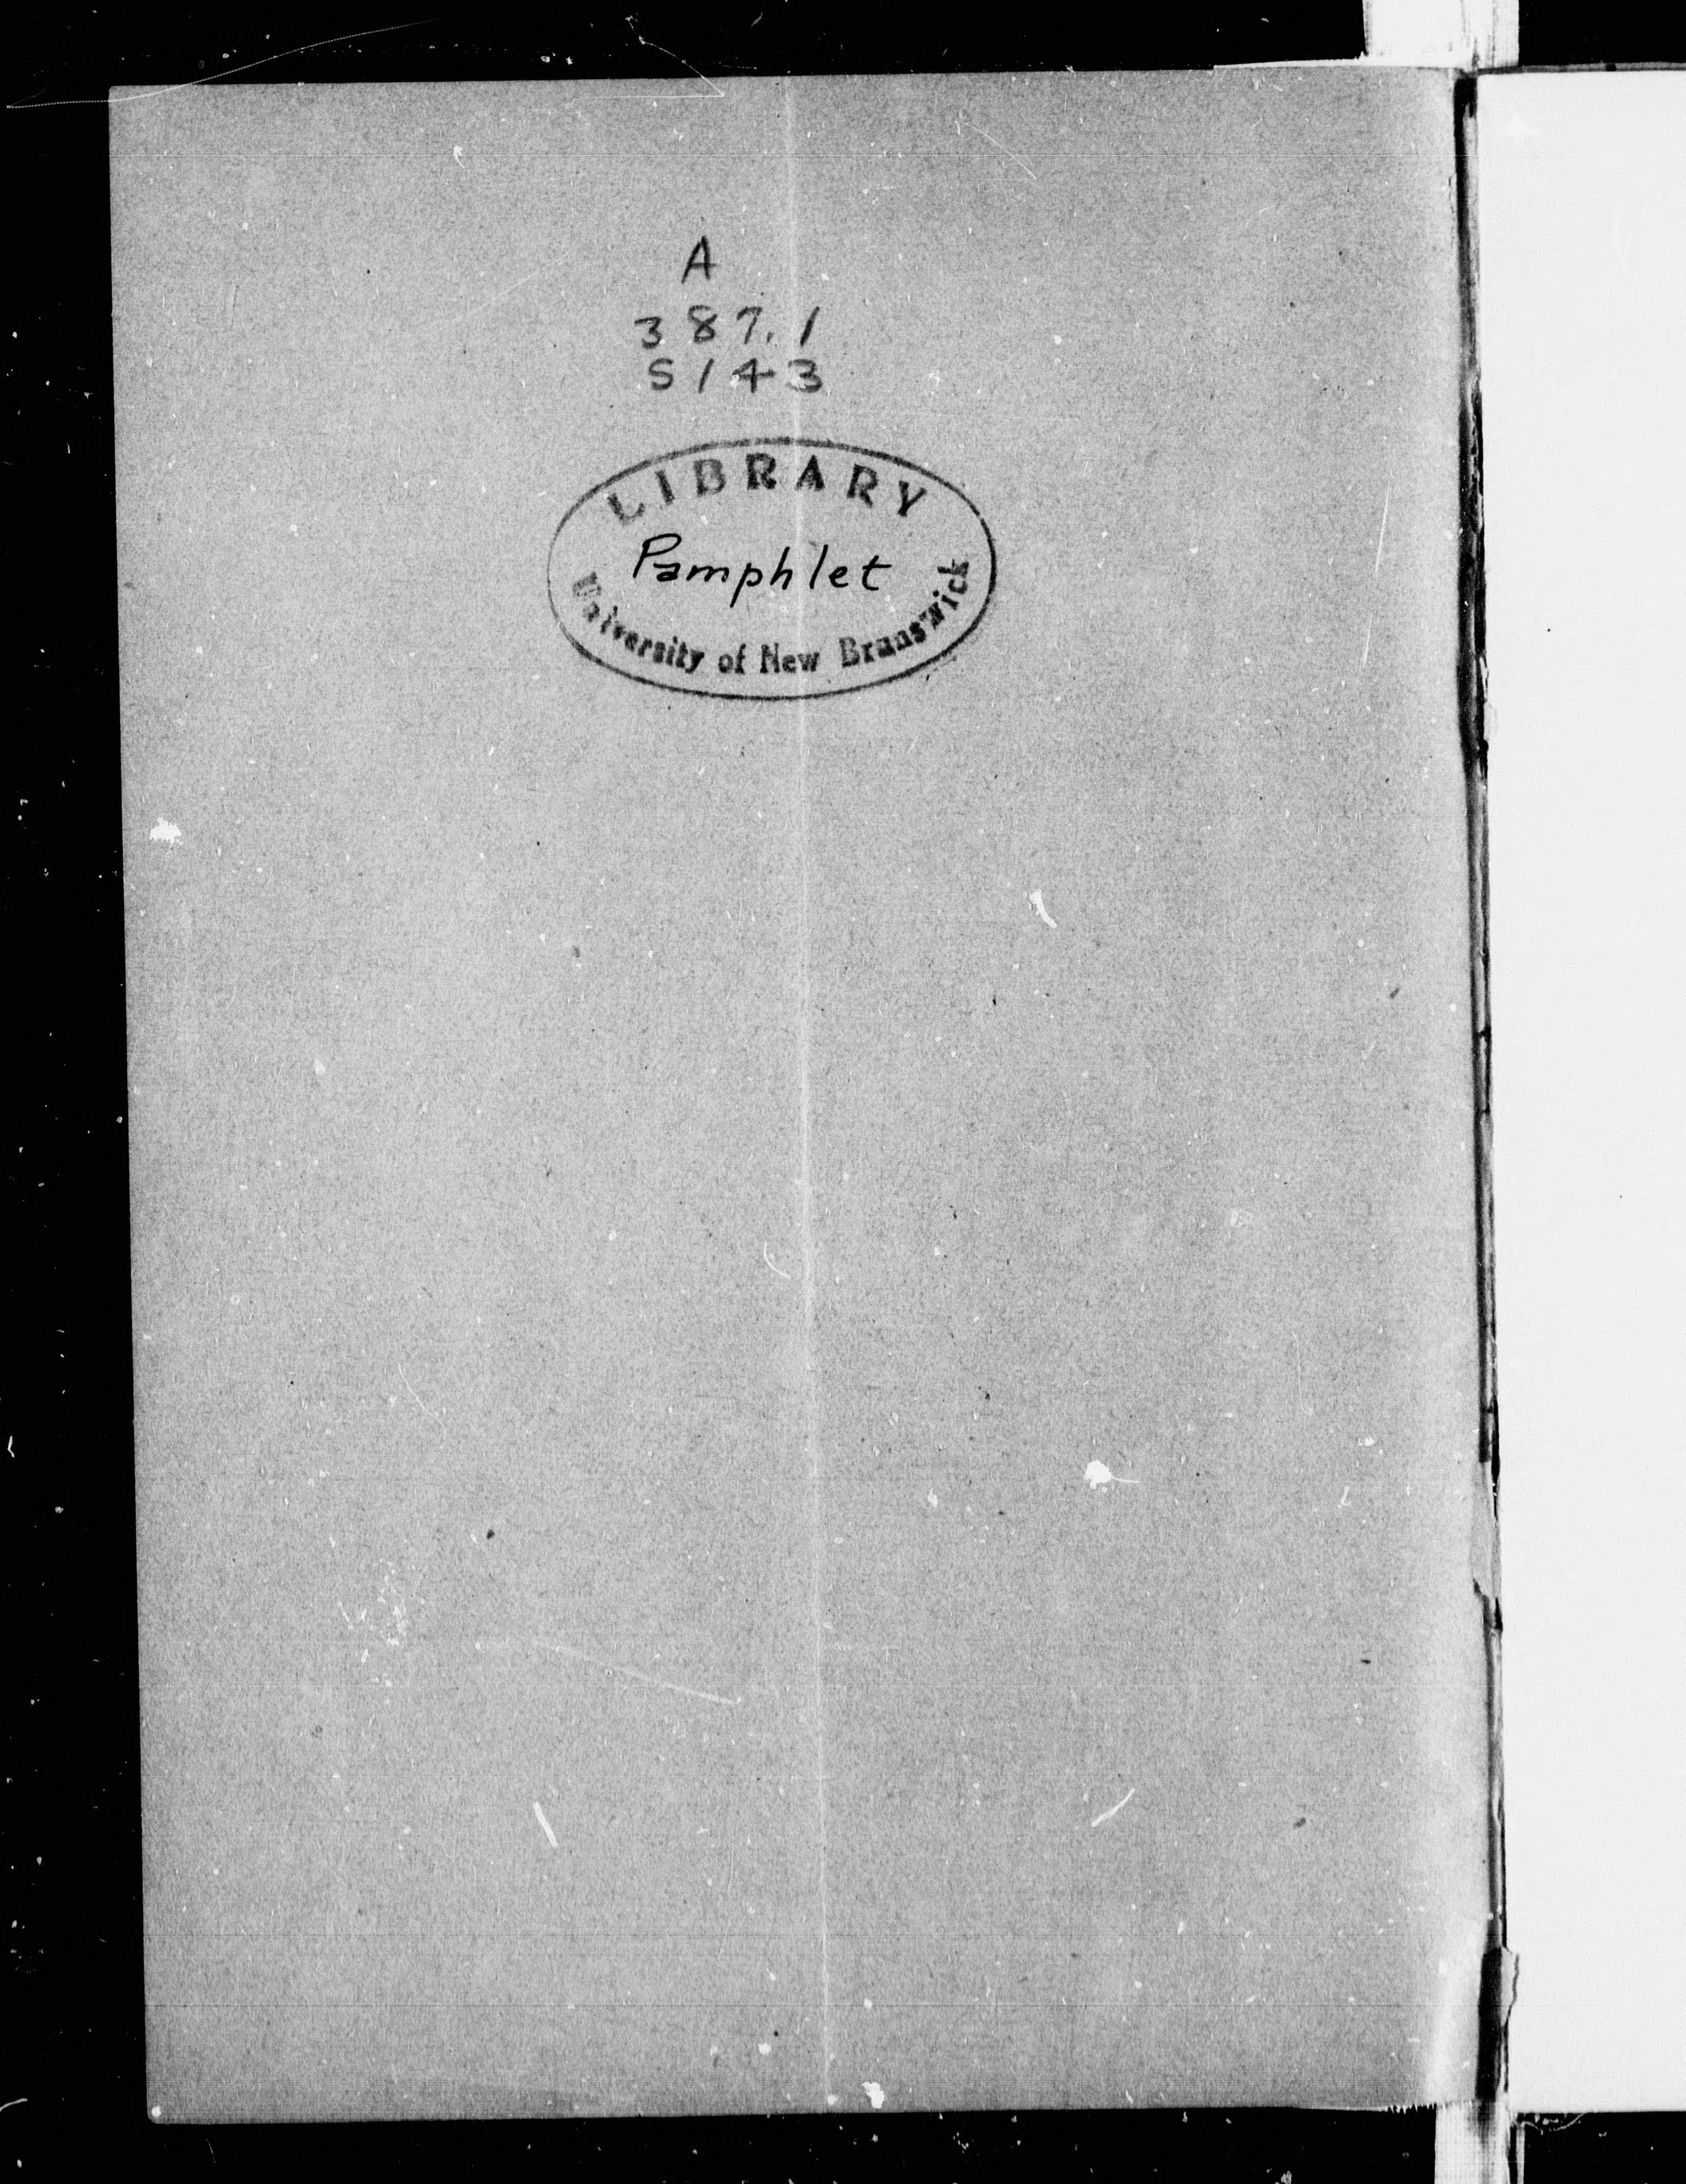 A
387.1
S143
LIBRARY
Pamphlet
University of New Brunswick